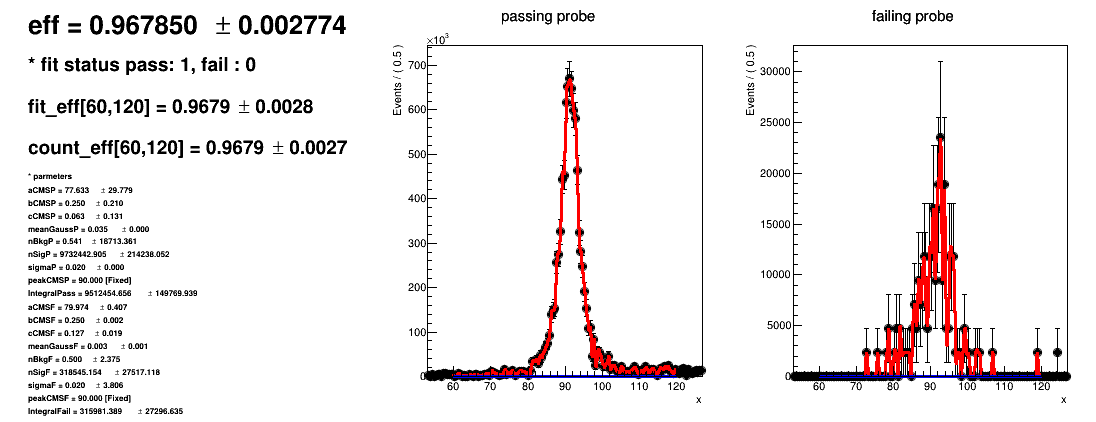 eff = 0.967850 ± 0.002774
* fit status pass: 1, fail : 0
fit_eff[60,120] = 0.9679 ± 0.0028
count_eff[60,120] = 0.9679 ± 0.0027
* parmeters
aCMSP = 77.633 ± 29.779
bCMSP = 0.250 ± 0.210
cCMSP = 0.063 ± 0.131
meanGaussP = 0.035 ± 0.000
nBkgP = 0.541 ± 18713.361
nSigP = 9732442.905 ± 214238.052
sigmaP = 0.020 ± 0.000
peakCMSP = 90.000 [Fixed]
IntegralPass = 9512454.656 ± 149769.939
aCMSF = 79.974 ± 0.407
bCMSF = 0.250 ± 0.002
cCMSF = 0.127 ± 0.019
meanGaussF = 0.003 ± 0.001
nBkgF = 0.500 ± 2.375
nSigF = 318545.154 ± 27517.118
sigmaF = 0.020 ± 3.806
peakCMSF = 90.000 [Fixed]
IntegralFail = 315981.389 ± 27296.635
passing probe
×10³
Events / ( 0.5 )
700
600
500
400
300
200
100
0
60 70 80 90 100 110 120
x
failing probe
Events / ( 0.5 )
30000
25000
20000
15000
10000
5000
0
60 70 80 90 100 110 120
x